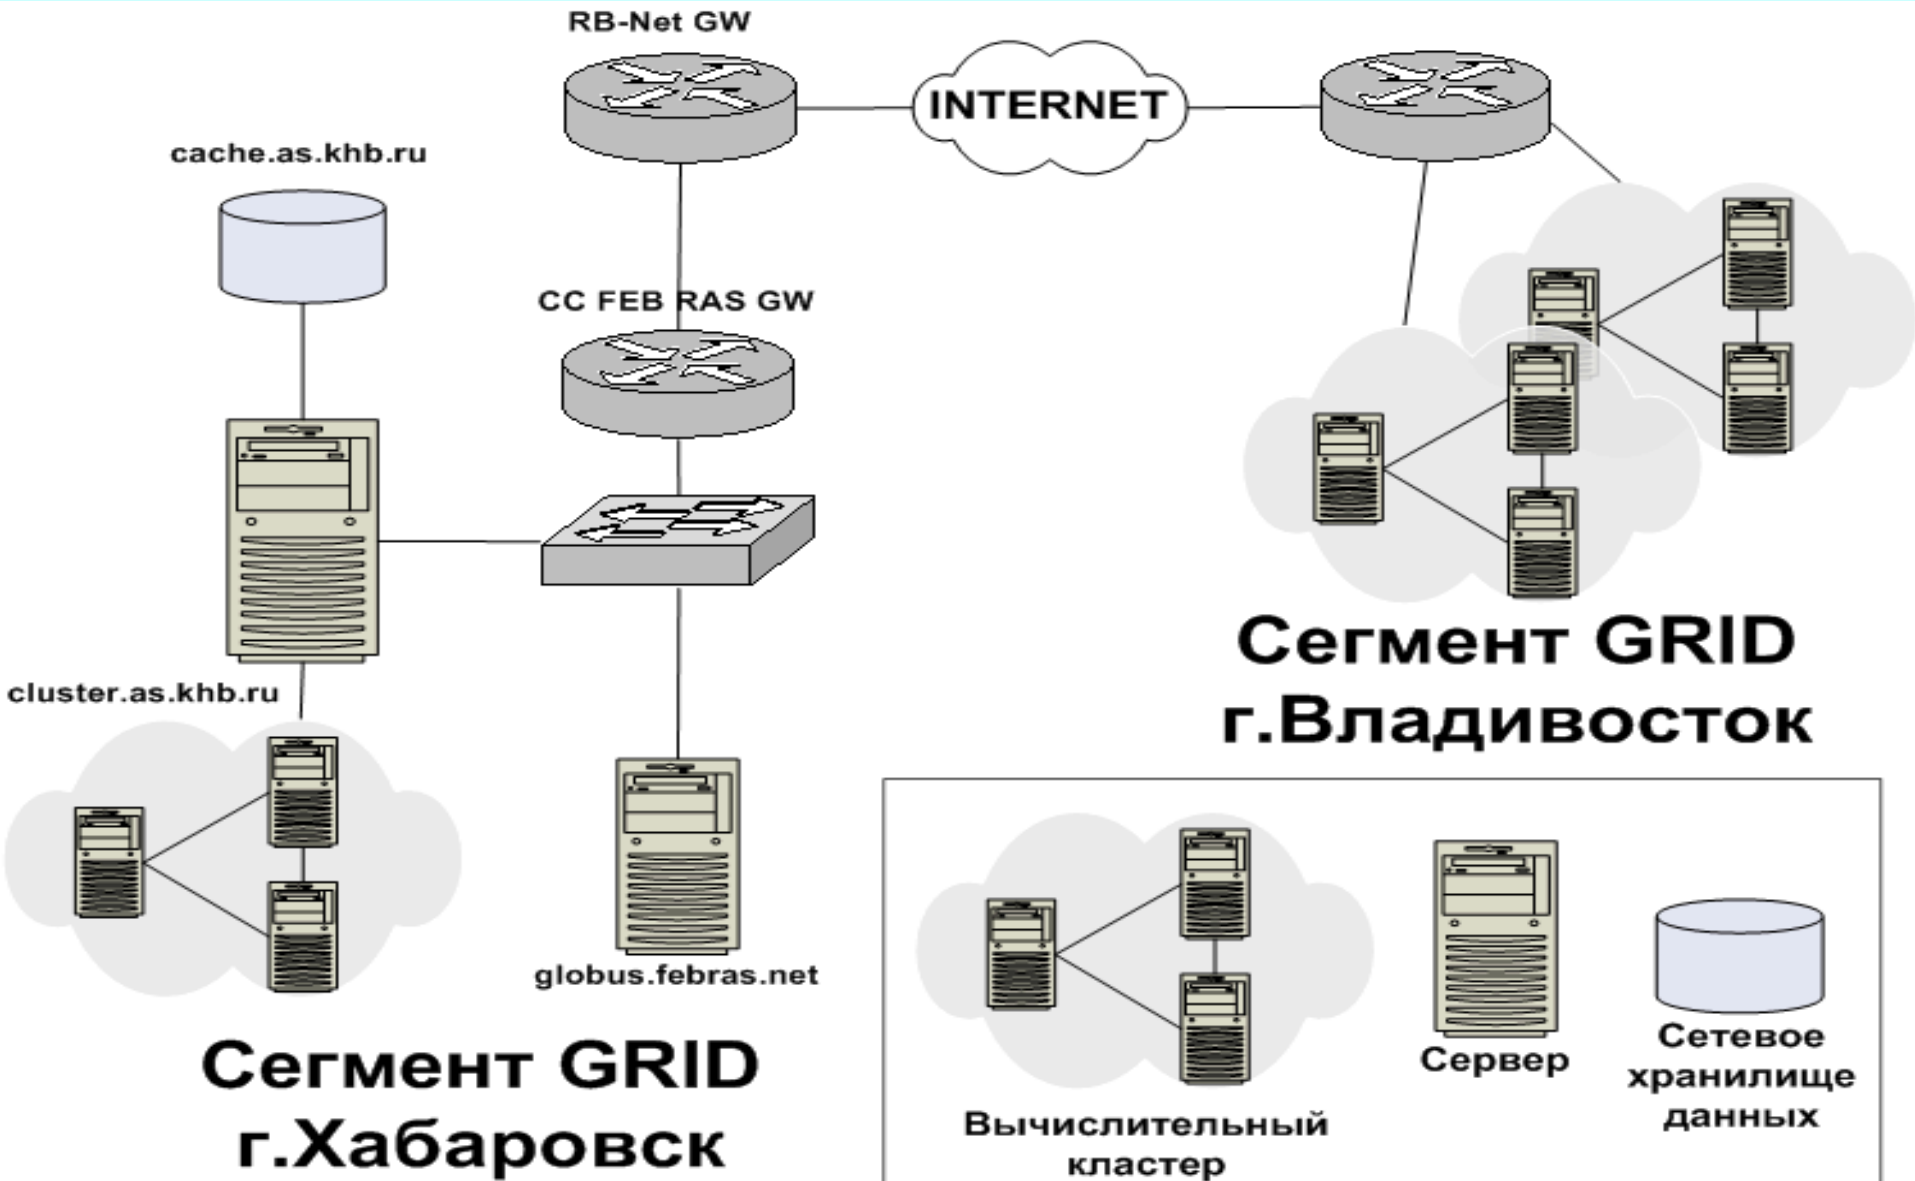 RB-Net GW
INTERNET
cache.as.khb.ru
CC FEB RAS GW
cluster.as.khb.ru
globus.febras.net
Сегмент GRID
г.Владивосток
Сегмент GRID
г.Хабаровск
Вычислительный
кластер
Сервер
Сетевое
хранилище
данных